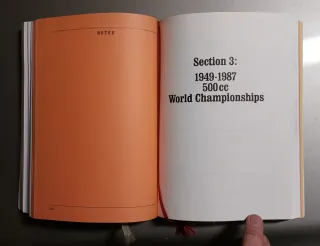 NOTES
Section 3:
1949-1987
500cc
World Championships